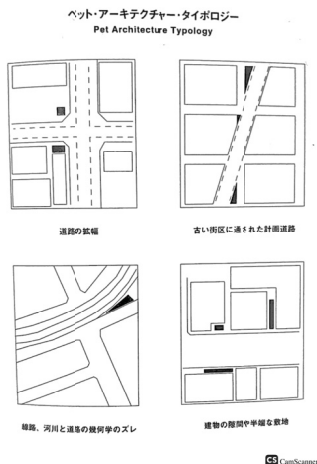 ペット・アーキテクチャー・タイポロジー
Pet Architecture Typology
道路の拡幅
古い街区に通された計画道路
線路、河川と道路の幾何学のズレ
建物の隙間や半端な敷地
CS CamScanner